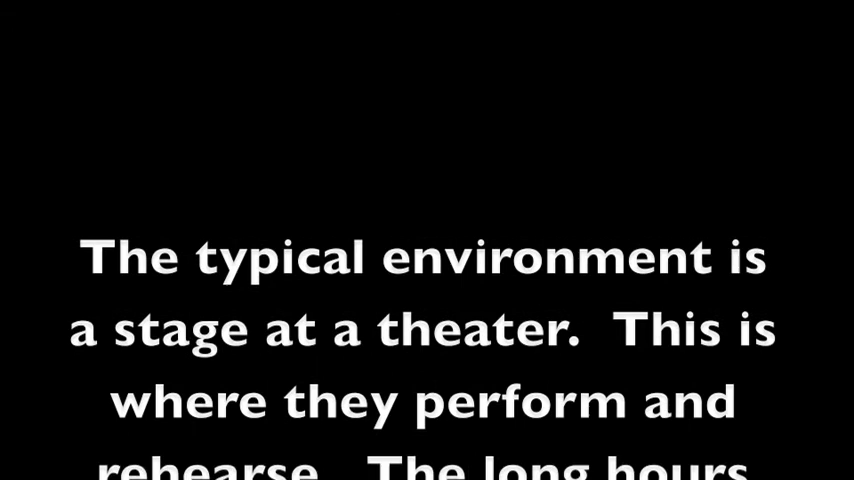 The typical environment is
a stage at a theater.  This is
where they perform and
rehearse.  The long hours